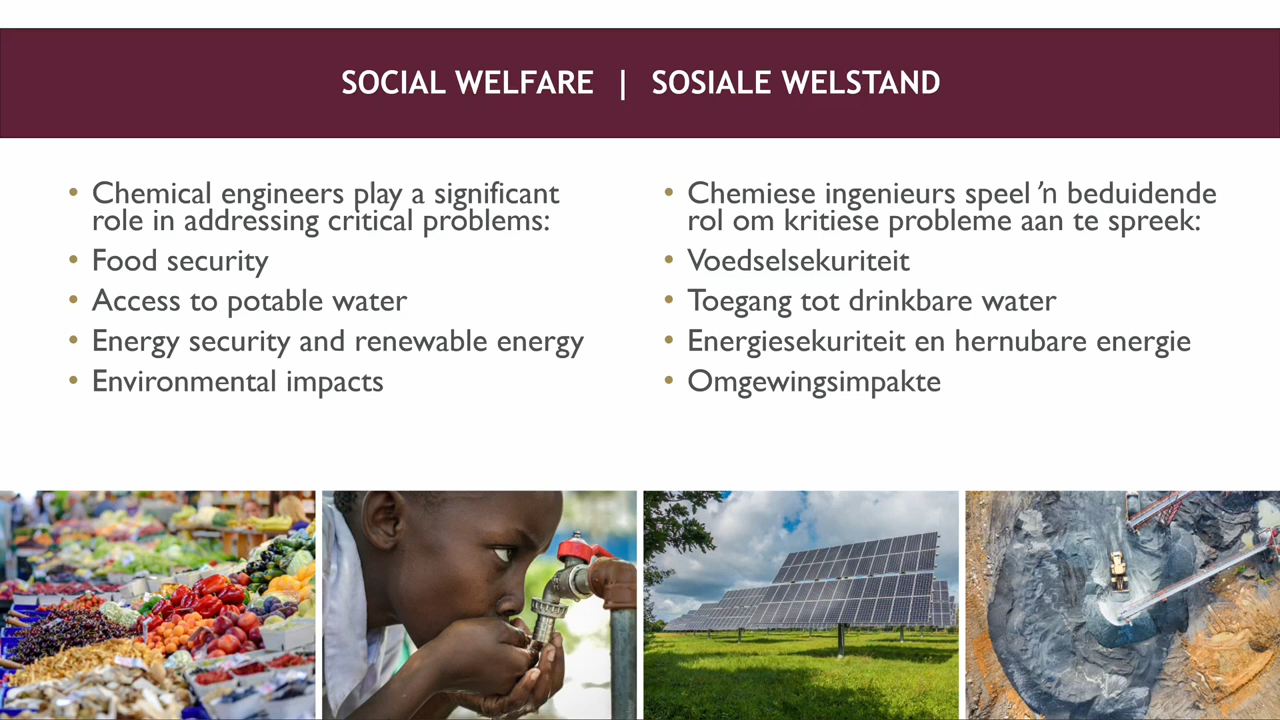 SOCIAL WELFARE | SOSIALE WELSTAND
• Chemical engineers play a significant
role in addressing critical problems:
• Food security
• Access to potable water
• Energy security and renewable energy
• Environmental impacts
• Chemiese ingenieurs speel 'n beduidende
rol om kritiese probleme aan te spreek:
• Voedselsekuriteit
• Toegang tot drinkbare water
• Energiesekuriteit en hernubare energie
• Omgewingsimpakte